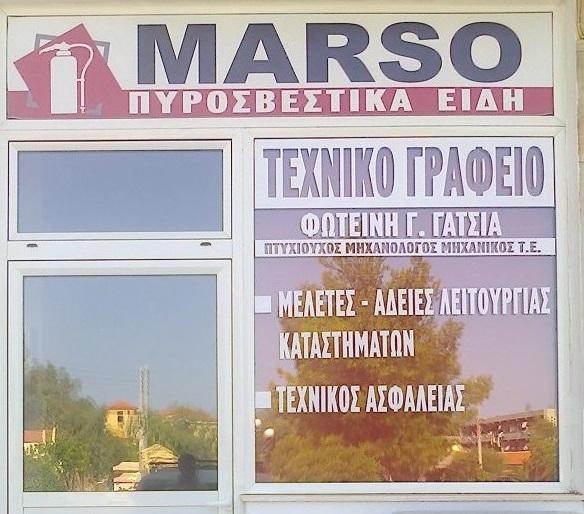 MARSO
ΠΥΡΟΣΒΕΣΤΙΚΑ ΕΙΔΗ
ΤΕΧΝΙΚΟ ΓΡΑΦΕΙΟ
ΦΩΤΕΙΝΗ Γ. ΓΑΤΣΙΑ
ΠΤΥΧΙΟΥΧΟΣ ΜΗΧΑΝΟΛΟΓΟΣ ΜΗΧΑΝΙΚΟΣ Τ.Ε.
ΜΕΛΕΤΕΣ - ΑΔΕΙΕΣ ΛΕΙΤΟΥΡΓΙΑΣ
ΚΑΤΑΣΤΗΜΑΤΩΝ
ΤΕΧΝΙΚΟΣ ΑΣΦΑΛΕΙΑΣ